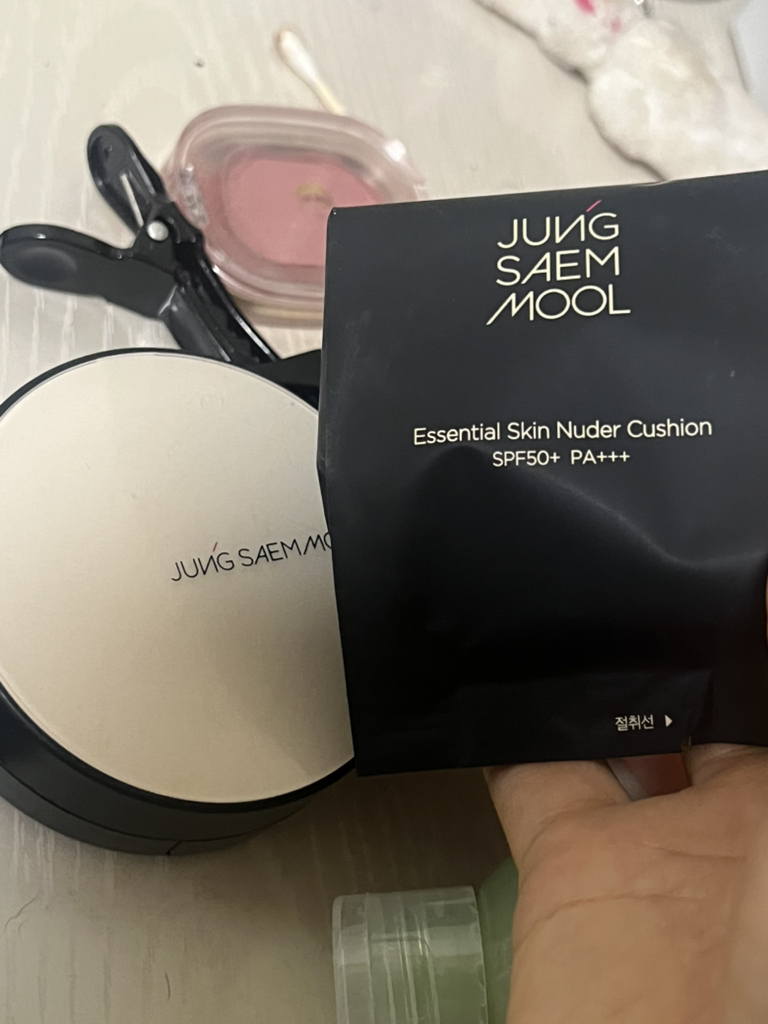 JUNG
SAEM
MOOL
Essential Skin Nuder Cushion
SPF50+ PA+++
절취선
JUNG SAEM MO